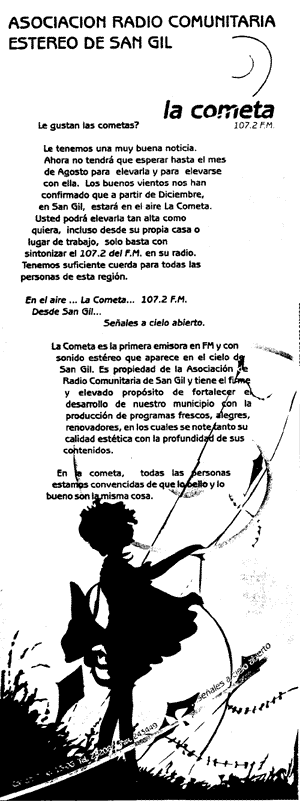 ASOCIACION RADIO COMUNITARIA
ESTEREO DE SAN GIL
la cometa
107.2 F.M.
Le gustan las cometas?
Le tenemos una muy buena noticia.
Ahora no tendrá que esperar hasta el mes
de Agosto para elevarla y para elevarse
con ella. Los buenos vientos nos han
confirmado que a partir de Diciembre,
en San Gil, estará en el aire La Cometa.
Usted podrá elevarla tan alta como
quiera, incluso desde su propia casa o
lugar de trabajo, solo basta con
sintonizar el 107.2 del F.M. en su radio.
Tenemos suficiente cuerda para todas las
personas de esta región.
En el aire ... La Cometa... 107.2 F.M.
Desde San Gil...
Señales a cielo abierto.
La Cometa es la primera emisora en FM y con
sonido estéreo que aparece en el cielo de
San Gil. Es propiedad de la Asociación de
Radio Comunitaria de San Gil y tiene el firme
y elevado propósito de fortalecer el
desarrollo de nuestro municipio con la
producción de programas frescos, alegres,
renovadores, en los cuales se note tanto su
calidad estética con la profundidad de sus
contenidos.
En la cometa, todas las personas
estamos convencidas de que lo bello y lo
bueno son la misma cosa.
señales a cielo abierto